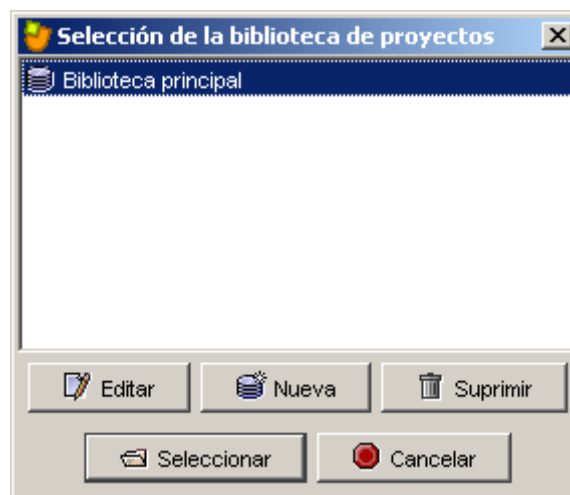 Selección de la biblioteca de proyectos
Biblioteca principal
Editar Nueva Suprimir
Seleccionar Cancelar